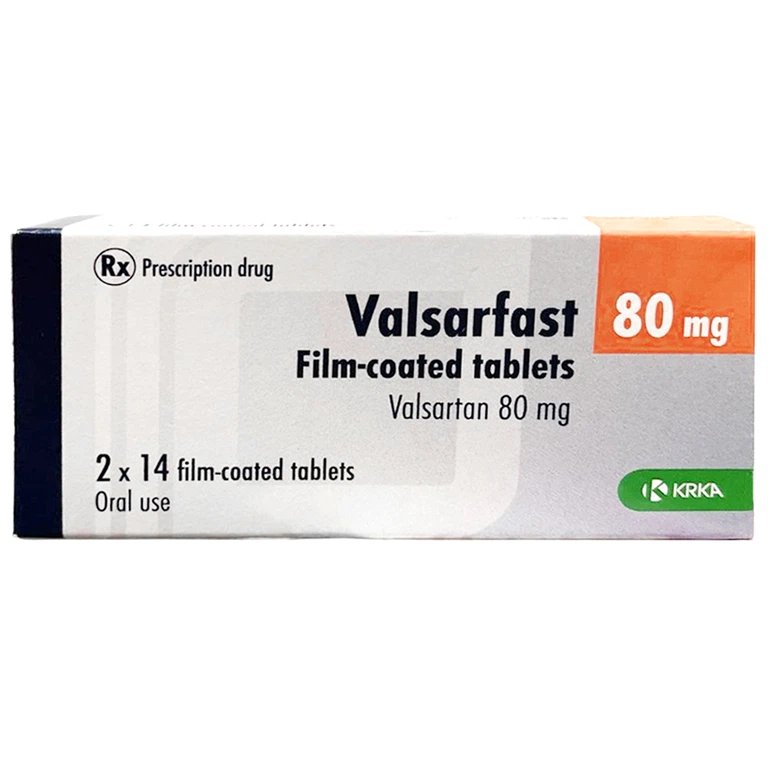 Rx Prescription drug
Valsarfast 80 mg
Film-coated tablets
Valsartan 80 mg
2 x 14 film-coated tablets
Oral use
KRKA